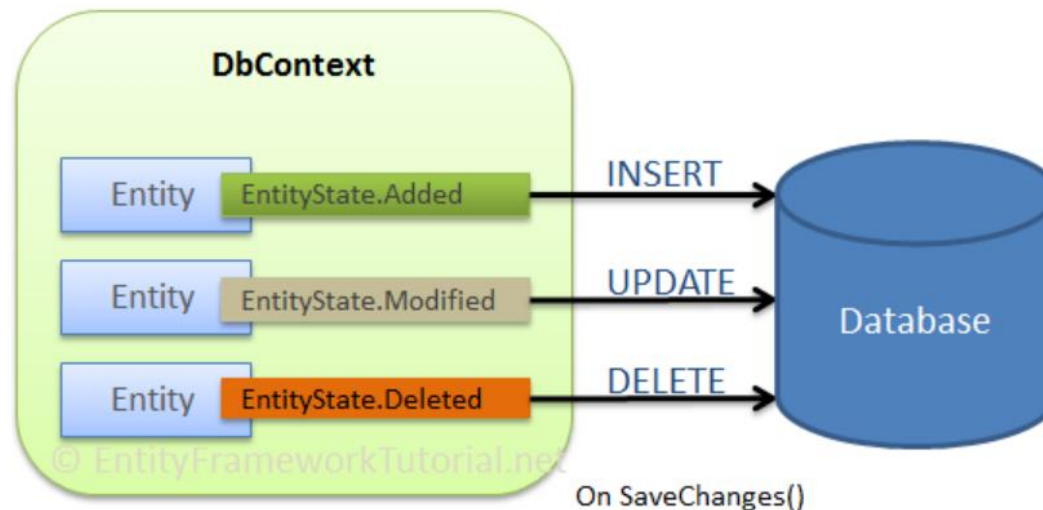 DbContext
Entity EntityState.Added INSERT
Entity EntityState.Modified UPDATE
Database
Entity EntityState.Deleted DELETE
© EntityFrameworkTutorial.net
On SaveChanges()